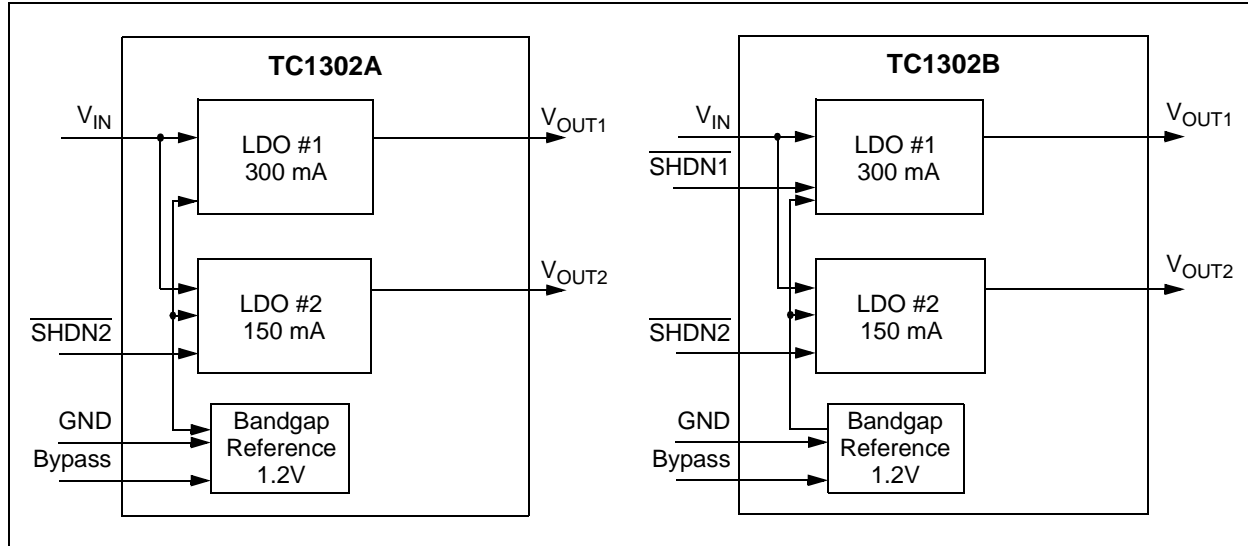 TC1302A
V_IN
LDO #1
300 mA
V_OUT1
LDO #2
150 mA
V_OUT2
SHDN2
GND
Bypass
Bandgap
Reference
1.2V
TC1302B
V_IN
SHDN1
LDO #1
300 mA
V_OUT1
LDO #2
150 mA
V_OUT2
SHDN2
GND
Bypass
Bandgap
Reference
1.2V